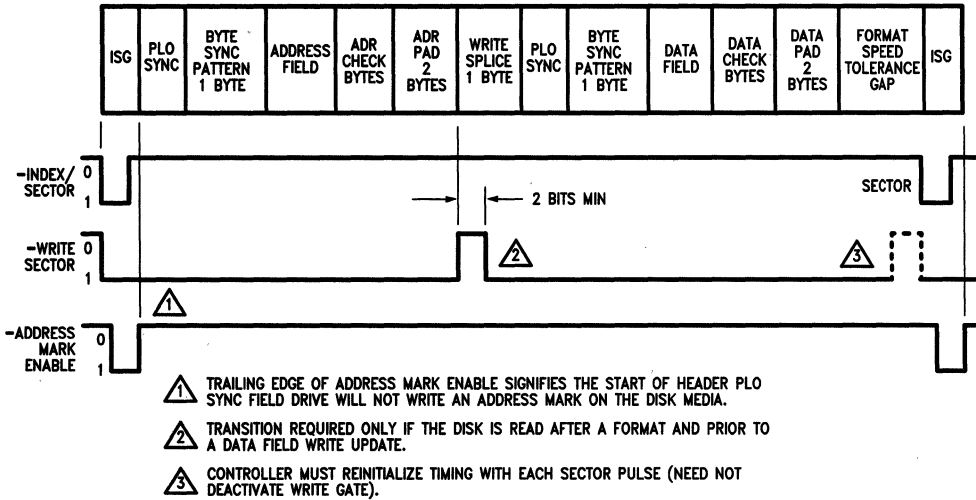 ISG
PLO
SYNC
BYTE
SYNC
PATTERN
1 BYTE
ADDRESS
FIELD
ADR
CHECK
BYTES
ADR
PAD
2
BYTES
WRITE
SPLICE
1 BYTE
PLO
SYNC
BYTE
SYNC
PATTERN
1 BYTE
DATA
FIELD
DATA
CHECK
BYTES
DATA
PAD
2
BYTES
FORMAT
SPEED
TOLERANCE
GAP
ISG
-INDEX/
SECTOR
0
1
SECTOR
2 BITS MIN
-WRITE
SECTOR
0
1
2
3
1
-ADDRESS
MARK
ENABLE
0
1
1 TRAILING EDGE OF ADDRESS MARK ENABLE SIGNIFIES THE START OF HEADER PLO
SYNC FIELD DRIVE WILL NOT WRITE AN ADDRESS MARK ON THE DISK MEDIA.
2 TRANSITION REQUIRED ONLY IF THE DISK IS READ AFTER A FORMAT AND PRIOR TO
A DATA FIELD WRITE UPDATE.
3 CONTROLLER MUST REINITIALIZE TIMING WITH EACH SECTOR PULSE (NEED NOT
DEACTIVATE WRITE GATE).